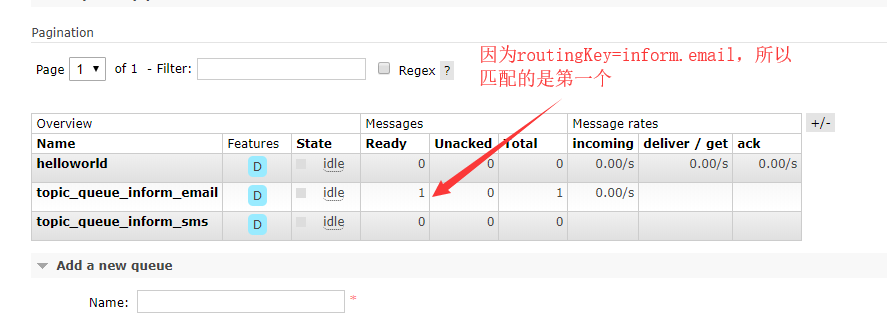 Pagination
Page 1 of 1 - Filter: Regex ?
因为routingKey=inform.email，所以
匹配的是第一个
Overview Messages Message rates +/-
Name Features State Ready Unacked Total incoming deliver / get ack
helloworld D idle 0 0 0 0.00/s 0.00/s 0.00/s
topic_queue_inform_email D idle 1 0 1 0.00/s
topic_queue_inform_sms D idle 0 0 0
Add a new queue
Name: *